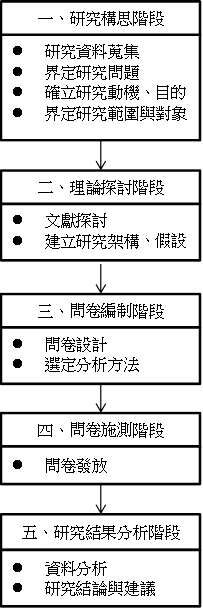 一、研究構思階段
● 研究資料蒐集
● 界定研究問題
● 確立研究動機、目的
● 界定研究範圍與對象
二、理論探討階段
● 文獻探討
● 建立研究架構、假設
三、問卷編制階段
● 問卷設計
● 選定分析方法
四、問卷施測階段
● 問卷發放
五、研究結果分析階段
● 資料分析
● 研究結論與建議